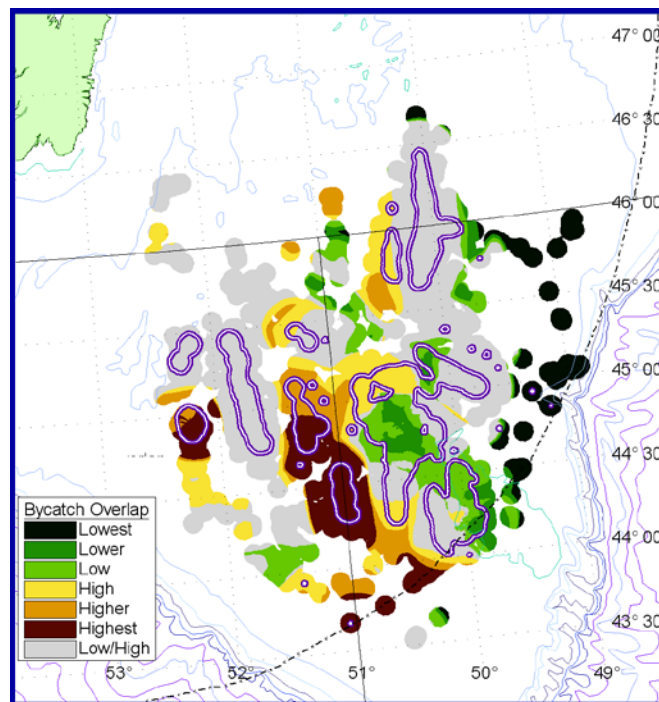 47° 00
46° 30
46° 00
45° 30
45° 00
44° 30
44° 00
43° 30
Bycatch Overlap
Lowest
Lower
Low
High
Higher
Highest
Low/High
53° 52° 51° 50° 49°